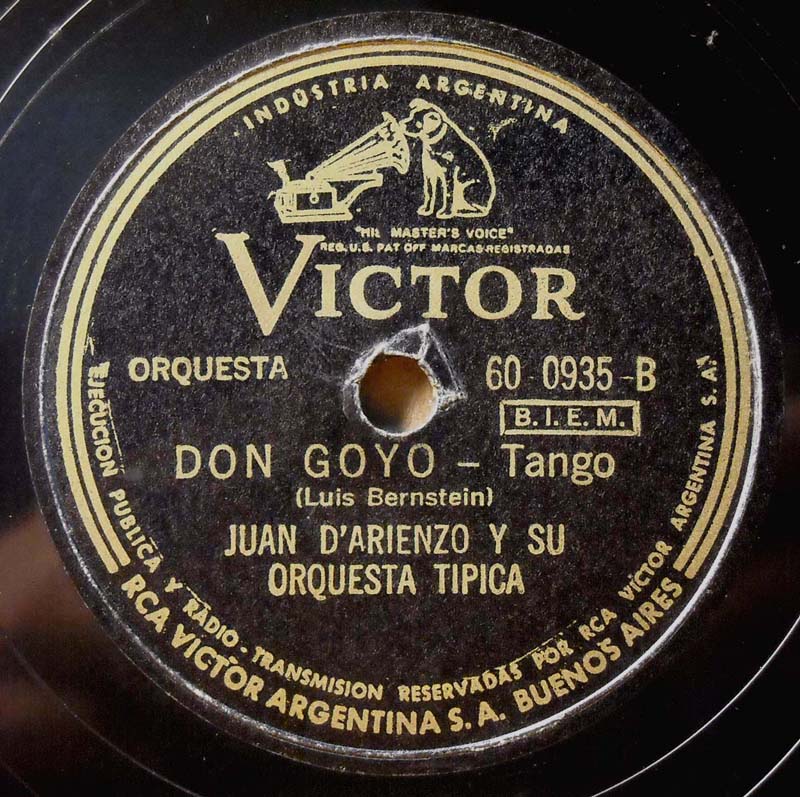 INDUSTRIA ARGENTINA
"HIS MASTER'S VOICE"
REG. U.S. PAT OFF MARCAS REGISTRADAS
VICTOR
ORQUESTA
60-0935-B
B. I. E. M.
DON GOYO – Tango
(Luis Bernstein)
JUAN D'ARIENZO Y SU
ORQUESTA TIPICA
EJECUCION PUBLICA Y RADIO-TRANSMISION RESERVADAS POR RCA VICTOR ARGENTINA S. A.
RCA VICTOR ARGENTINA S. A. BUENOS AIRES